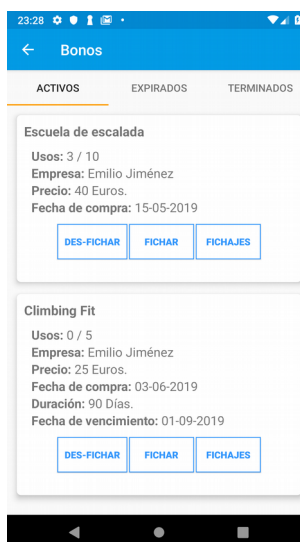 23:28
Bonos
ACTIVOS EXPIRADOS TERMINADOS
Escuela de escalada
Usos: 3 / 10
Empresa: Emilio Jiménez
Precio: 40 Euros.
Fecha de compra: 15-05-2019
DES-FICHAR FICHAR FICHAJES
Climbing Fit
Usos: 0 / 5
Empresa: Emilio Jiménez
Precio: 25 Euros.
Fecha de compra: 03-06-2019
Duración: 90 Días.
Fecha de vencimiento: 01-09-2019
DES-FICHAR FICHAR FICHAJES